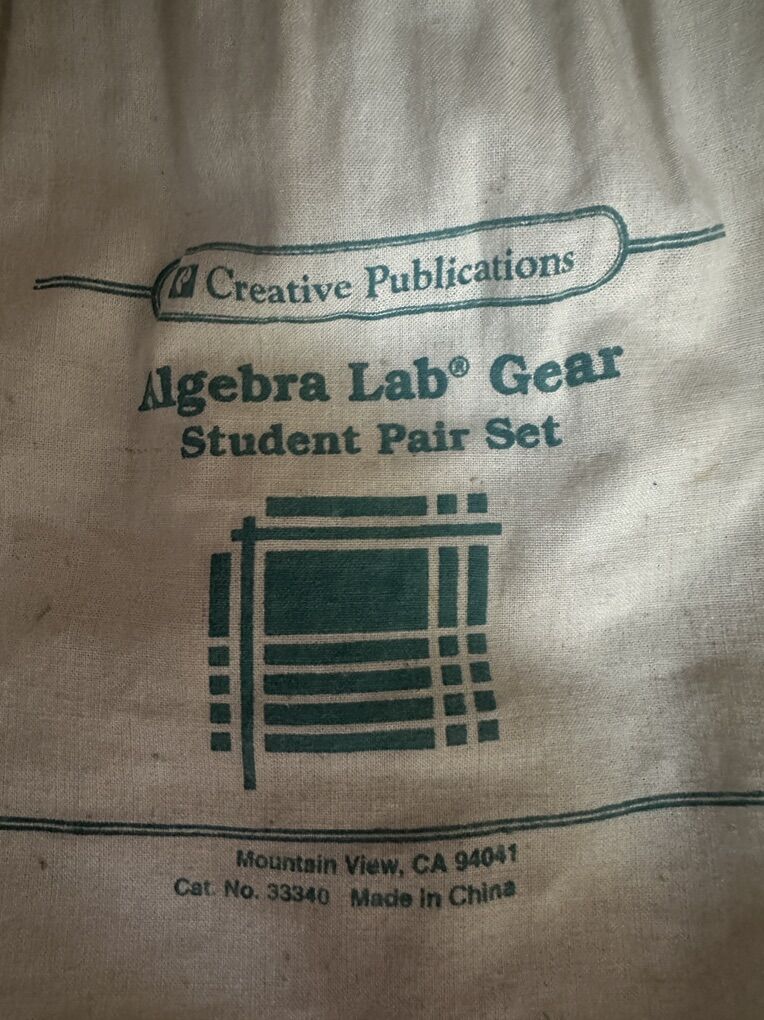 Creative Publications
Algebra Lab® Gear
Student Pair Set
Mountain View, CA 94041
Cat. No. 33340 Made in China